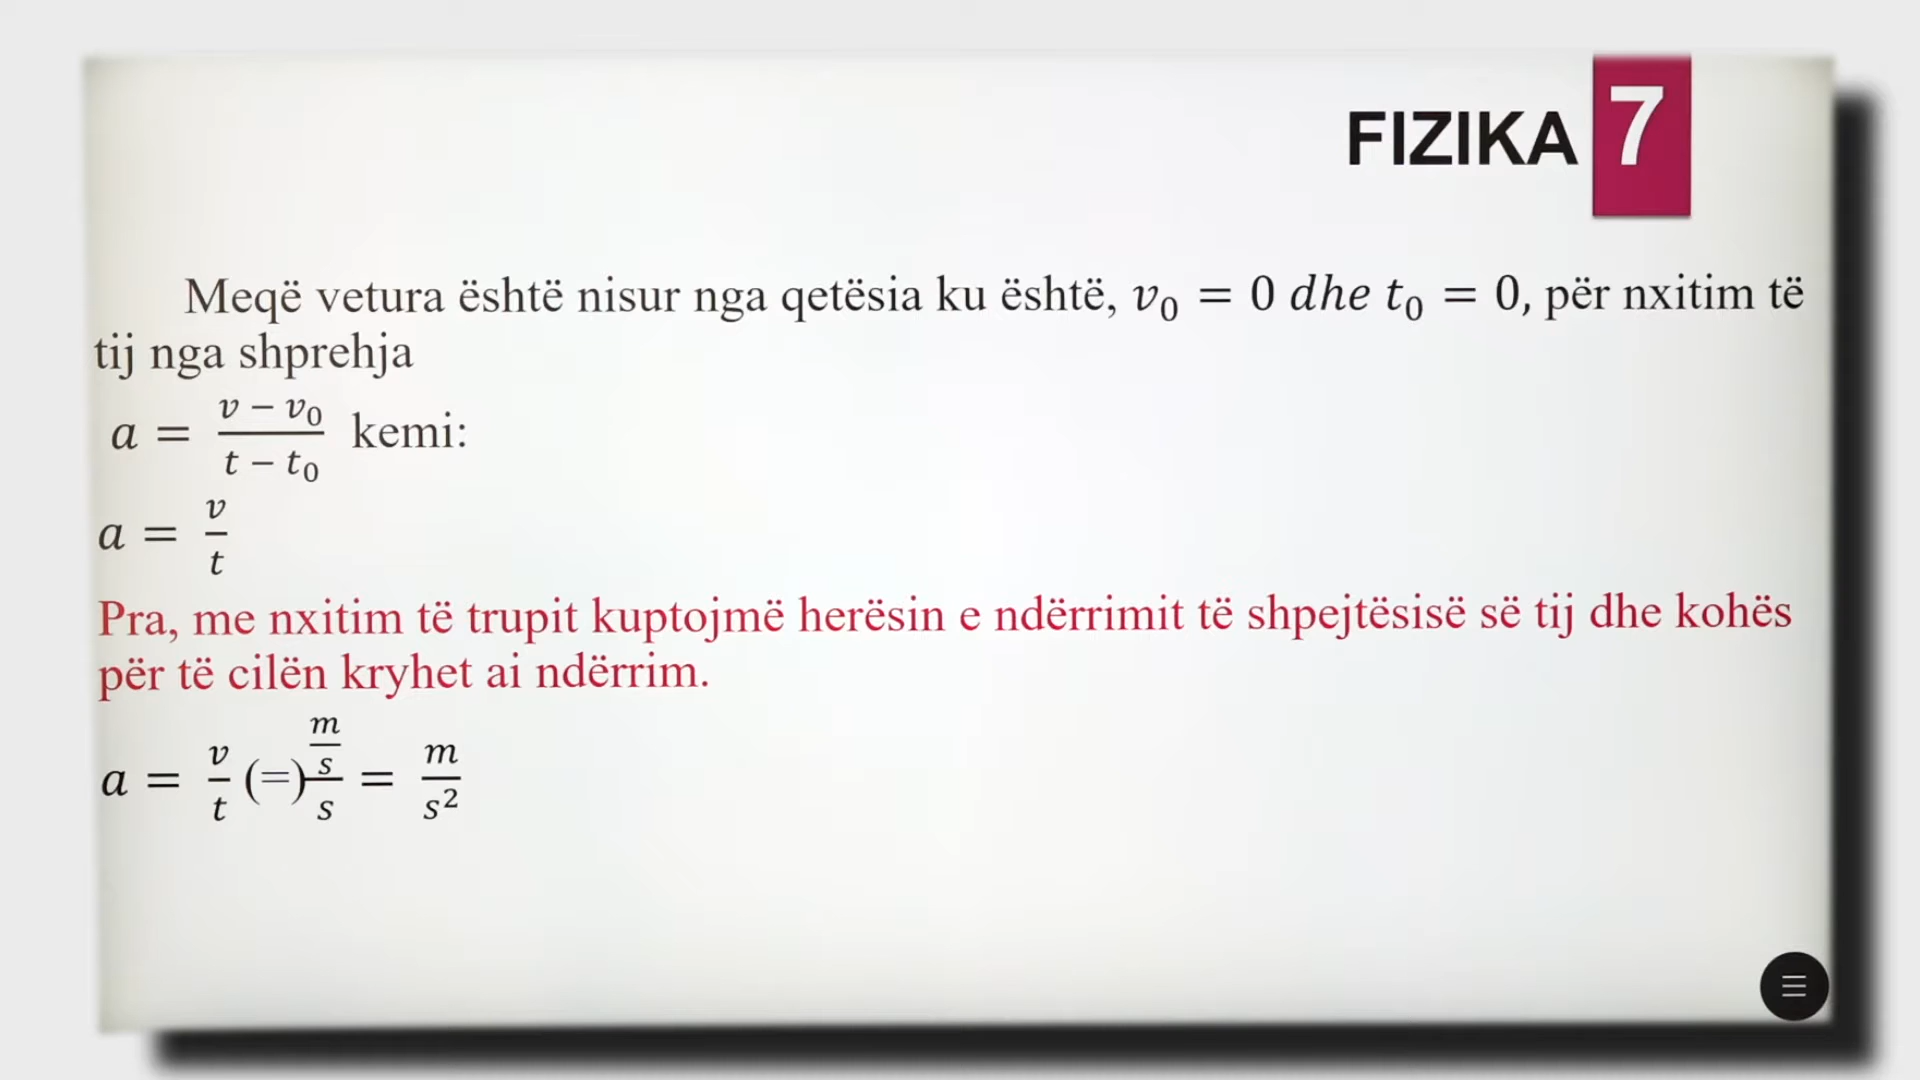 FIZIKA 7
Meqë vetura është nisur nga qetësia ku është, v₀ = 0 dhe t₀ = 0, për nxitim të
tij nga shprehja
a = (v − v₀)/(t − t₀) kemi:
a = v/t
Pra, me nxitim të trupit kuptojmë herësin e ndërrimit të shpejtësisë së tij dhe kohës
për të cilën kryhet ai ndërrim.
a = v/t (=) (m/s)/s = m/s²